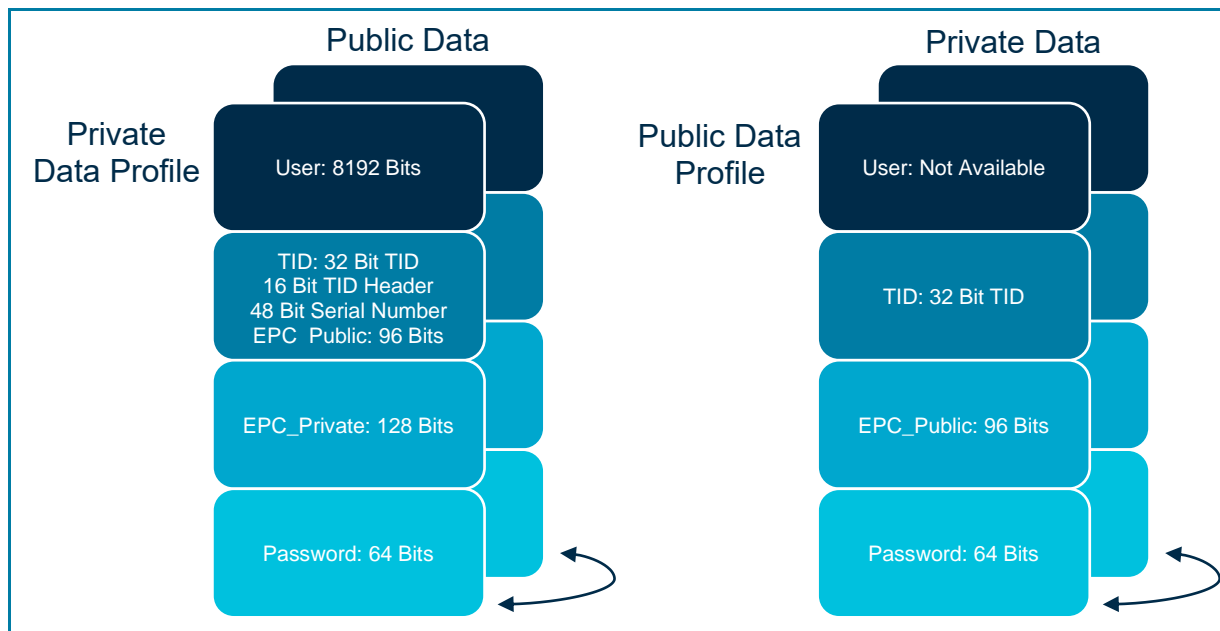 Public Data
Private
Data Profile
User: 8192 Bits
TID: 32 Bit TID
16 Bit TID Header
48 Bit Serial Number
EPC  Public: 96 Bits
EPC_Private: 128 Bits
Password: 64 Bits
Private Data
Public Data
Profile
User: Not Available
TID: 32 Bit TID
EPC_Public: 96 Bits
Password: 64 Bits